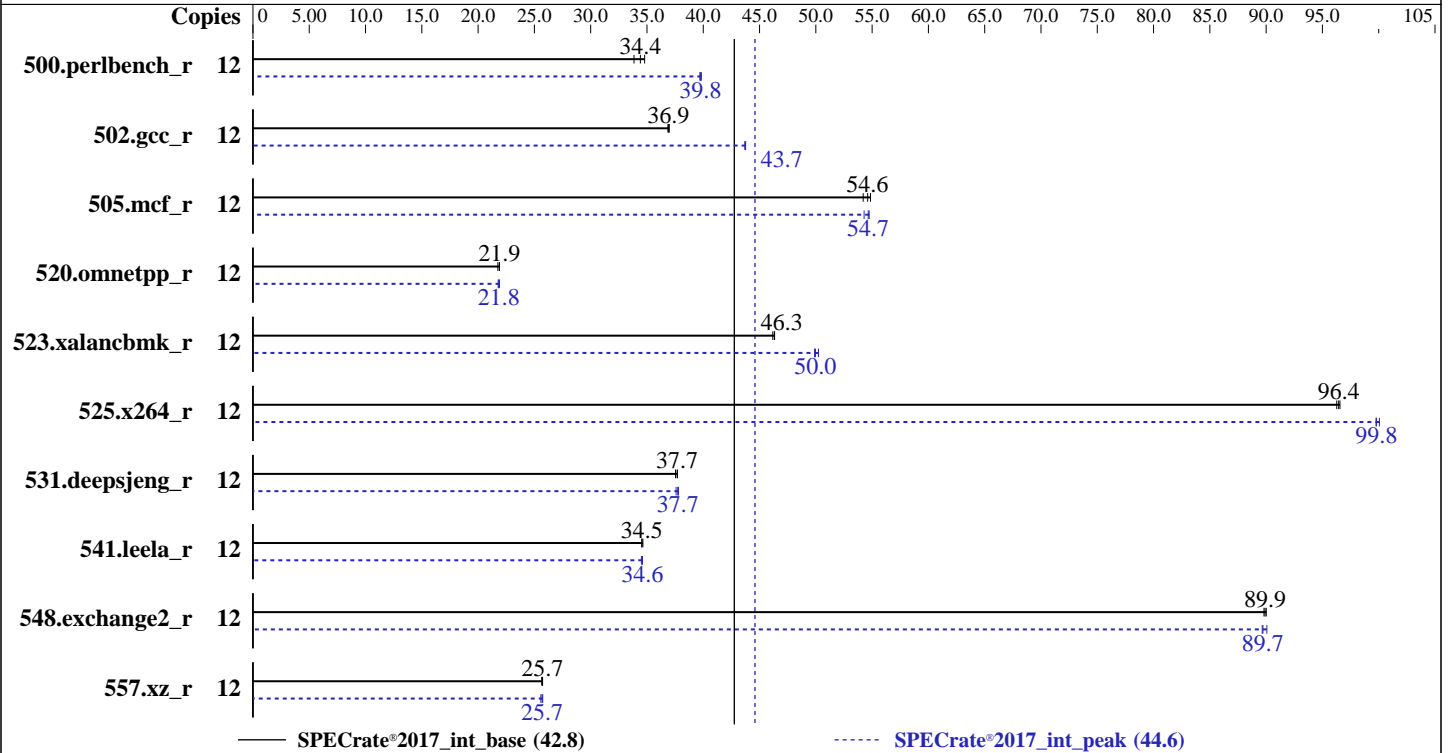 Copies 0 5.00 10.0 15.0 20.0 25.0 30.0 35.0 40.0 45.0 50.0 55.0 60.0 65.0 70.0 75.0 80.0 85.0 90.0 95.0 105
34.4
500.perlbench_r 12
39.8
36.9
502.gcc_r 12
43.7
54.6
505.mcf_r 12
54.7
21.9
520.omnetpp_r 12
21.8
46.3
523.xalancbmk_r 12
50.0
96.4
525.x264_r 12
99.8
37.7
531.deepsjeng_r 12
37.7
34.5
541.leela_r 12
34.6
89.9
548.exchange2_r 12
89.7
25.7
557.xz_r 12
25.7
SPECrate®2017_int_base (42.8) SPECrate®2017_int_peak (44.6)